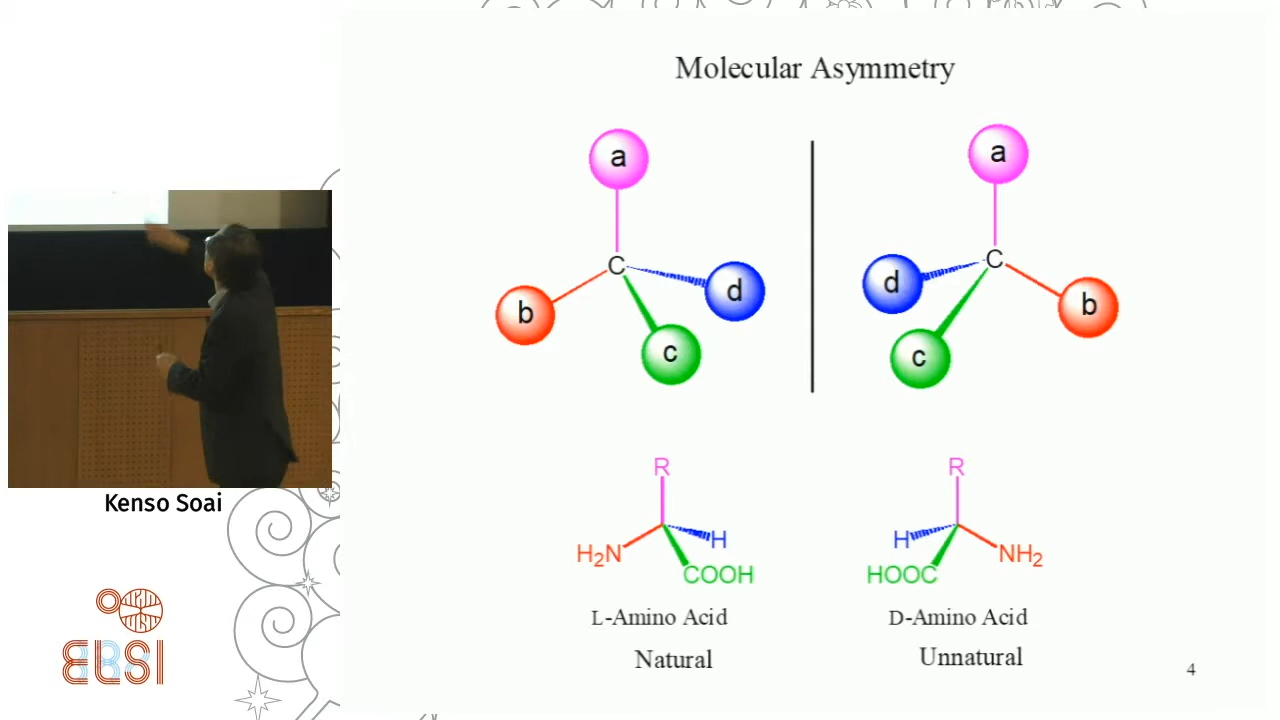 Molecular Asymmetry
a
C
d
b
c
a
C
d
b
c
R
H
H₂N
COOH
R
H
NH₂
HOOC
L-Amino Acid
D-Amino Acid
Natural
Unnatural
4
Kenso Soai
ELSI